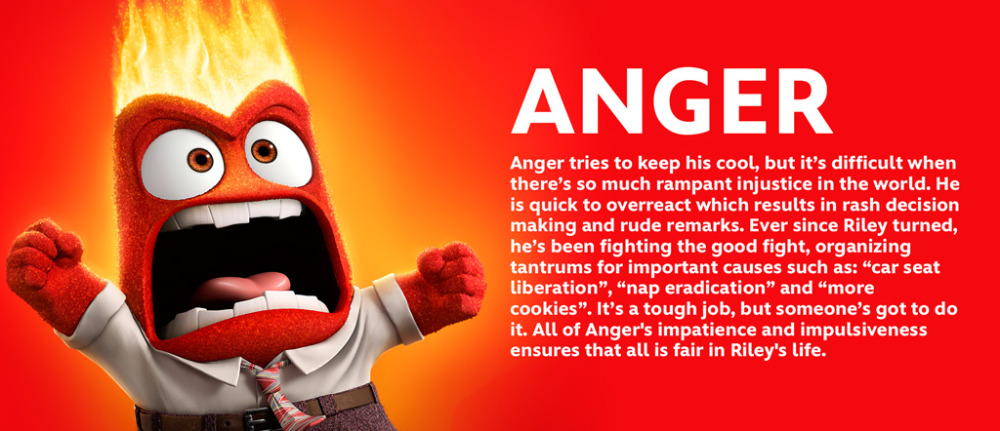 ANGER
Anger tries to keep his cool, but it’s difficult when
there’s so much rampant injustice in the world. He
is quick to overreact which results in rash decision
making and rude remarks. Ever since Riley turned,
he’s been fighting the good fight, organizing
tantrums for important causes such as: “car seat
liberation”, “nap eradication” and “more
cookies”. It’s a tough job, but someone’s got to do
it. All of Anger's impatience and impulsiveness
ensures that all is fair in Riley's life.